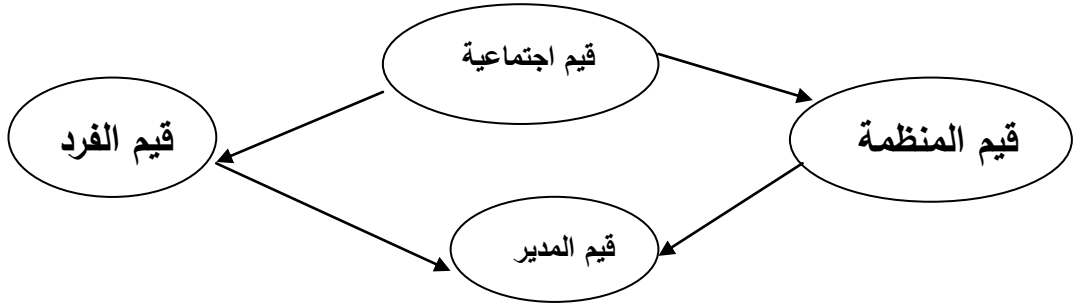 قيم اجتماعية
قيم المنظمة
قيم الفرد
قيم المدير